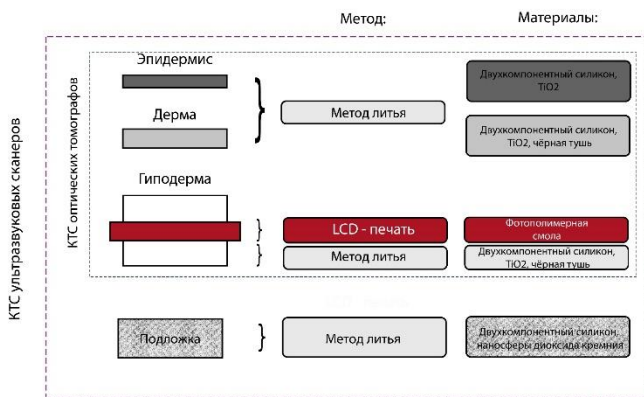 Метод:
Материалы:
КТС ультразвуковых сканеров
КТС оптических томографов
Эпидермис
Двухкомпонентный силикон,
TiO2
Метод литья
Дерма
Двухкомпонентный силикон,
TiO2, чёрная тушь
Гиподерма
LCD - печать
Фотополимерная
смола
Метод литья
Двухкомпонентный силикон,
TiO2, чёрная тушь
Подложка
Метод литья
Двухкомпонентный силикон,
наносферы диоксида кремния